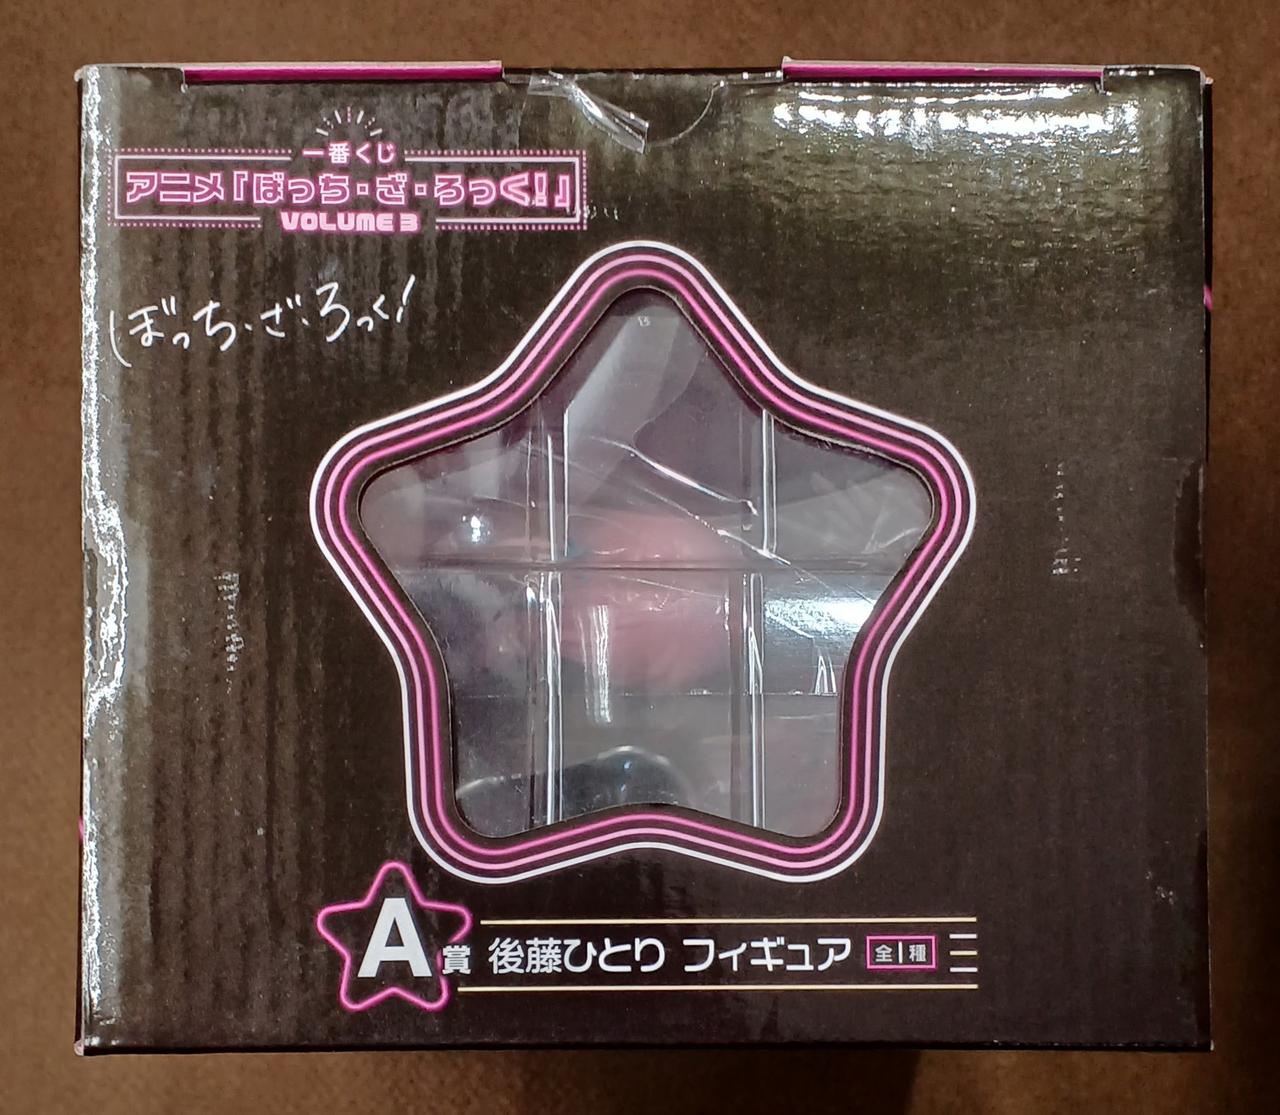 一番くじ
アニメ「ぼっち・ざ・ろっく!」
VOLUME 3
ぼっち・ざ・ろっく!
A賞 後藤ひとり フィギュア 全1種